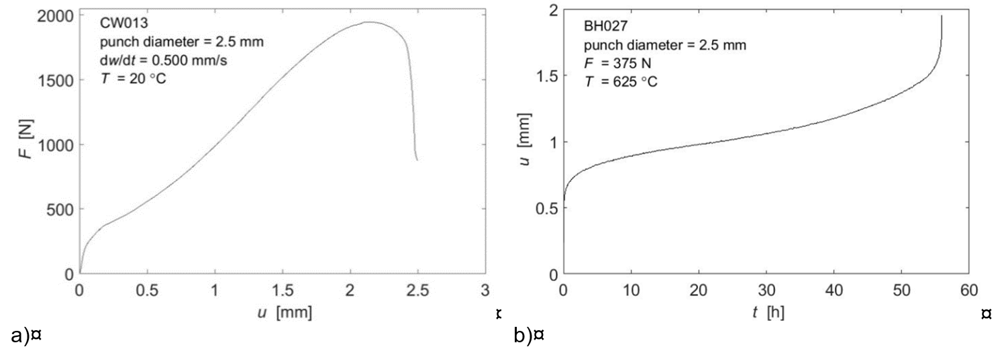 2000
1500
1000
500
0
F [N]
CW013
punch diameter = 2.5 mm
dw/dt = 0.500 mm/s
T = 20 °C
0 0.5 1 1.5 2 2.5 3
u [mm]
¤
a)¤
2
1.5
1
0.5
0
u [mm]
BH027
punch diameter = 2.5 mm
F = 375 N
T = 625 °C
0 10 20 30 40 50 60
t [h]
¤
b)¤